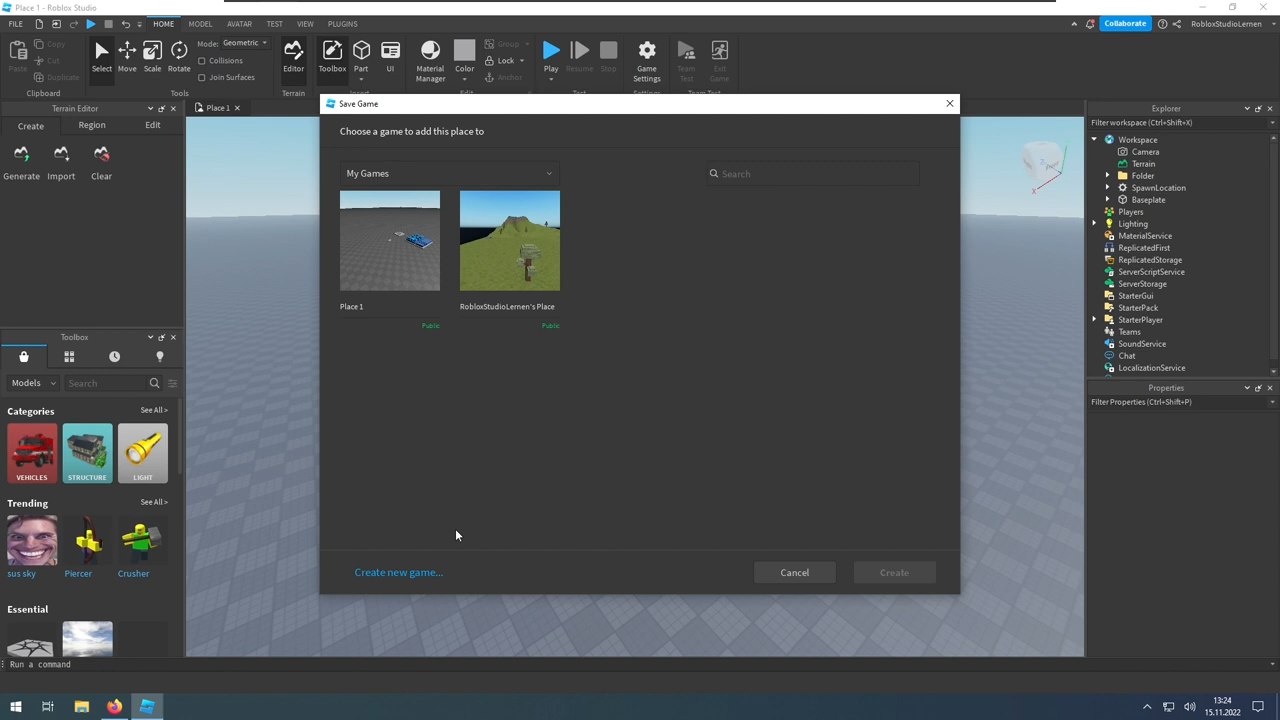 Place 1 - Roblox Studio
FILE HOME MODEL AVATAR TEST VIEW PLUGINS Collaborate RobloxStudioLernen
Paste
Copy
Cut
Duplicate
Clipboard
Select
Move
Scale
Rotate
Mode: Geometric
Collisions
Join Surfaces
Tools
Editor
Terrain
Toolbox
Part
UI
Insert
Material
Manager
Color
Group
Lock
Anchor
Edit
Play
Resume
Stop
Test
Game
Settings
Settings
Team
Test
Exit
Game
Team Test
Terrain Editor
Create Region Edit
Generate Import Clear
Toolbox
Models Search
Categories See All >
VEHICLES STRUCTURE LIGHT
Trending See All >
sus sky Piercer Crusher
Essential
Place 1
Save Game
Choose a game to add this place to
My Games
Search
Place 1
Public
RobloxStudioLernen's Place
Public
Create new game...
Cancel
Create
Explorer
Filter workspace (Ctrl+Shift+X)
Workspace
Camera
Terrain
Folder
SpawnLocation
Baseplate
Players
Lighting
MaterialService
ReplicatedFirst
ReplicatedStorage
ServerScriptService
ServerStorage
StarterGui
StarterPack
StarterPlayer
Teams
SoundService
Chat
LocalizationService
Properties
Filter Properties (Ctrl+Shift+P)
Run a command
13:24
15.11.2022